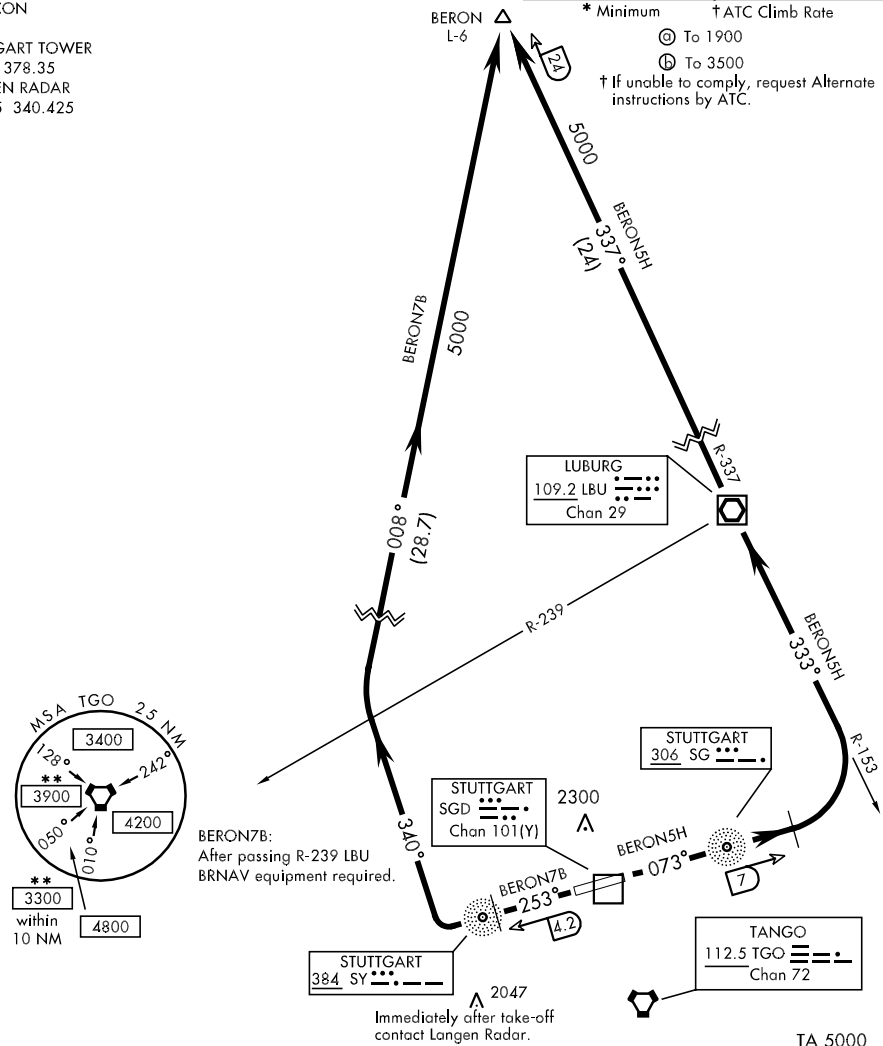 ZON
GART TOWER
378.35
EN RADAR
5 340.425
BERON
L-6
* Minimum † ATC Climb Rate
ⓐ To 1900
ⓑ To 3500
† If unable to comply, request Alternate
instructions by ATC.
24
5000
BERON5H
337°
(24)
BERON7B
5000
R-337
LUBURG
109.2 LBU
Chan 29
008°
(28.7)
R-239
BERON5H
333°
R-153
MSA TGO 25 NM
3400
128°
242°
**
3900
4200
050°
010°
**
3300
within
10 NM
4800
BERON7B:
After passing R-239 LBU
BRNAV equipment required.
340°
STUTTGART
SGD
Chan 101(Y)
2300
STUTTGART
306 SG
BERON5H
073°
7
BERON7B
253°
4.2
STUTTGART
384 SY
2047
Immediately after take-off
contact Langen Radar.
TANGO
112.5 TGO
Chan 72
TA 5000